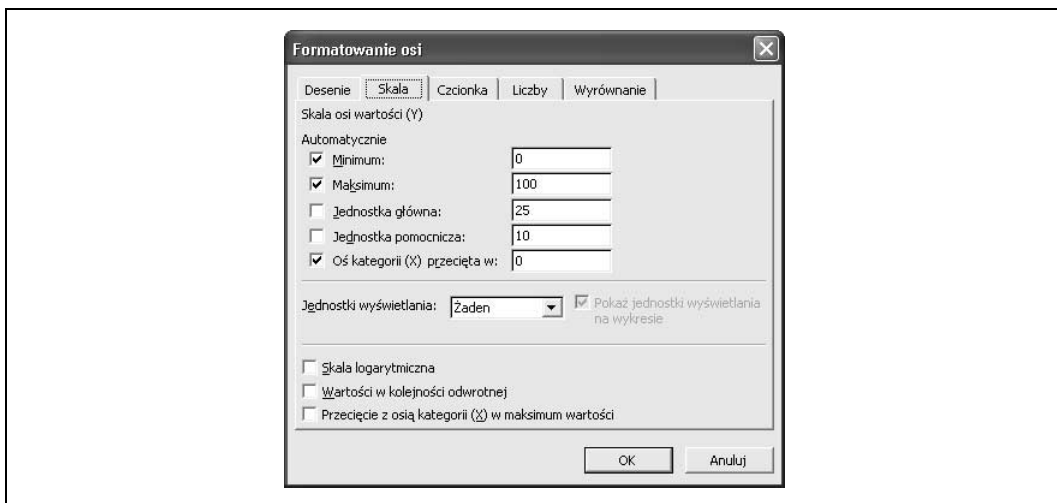 Formatowanie osi
Desenie Skala Czcionka Liczby Wyrównanie
Skala osi wartości (Y)
Automatycznie
Minimum: 0
Maksimum: 100
Jednostka główna: 25
Jednostka pomocnicza: 10
Oś kategorii (X) przecięta w: 0
Jednostki wyświetlania: Żaden Pokaż jednostki wyświetlania
na wykresie
Skala logarytmiczna
Wartości w kolejności odwrotnej
Przecięcie z osią kategorii (X) w maksimum wartości
OK Anuluj